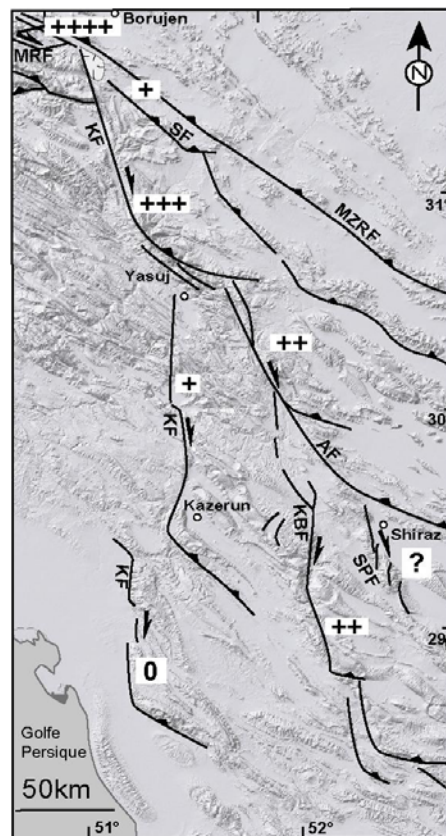 Borujen
++++
MRF
+
N
KF
SF
31°
+++
MZRF
Yasuj
++
+
30
KF
AF
Kazerun
KBF
Shiraz
?
SPF
KF
++
29
0
Golfe
Persique
50km
51°
52°